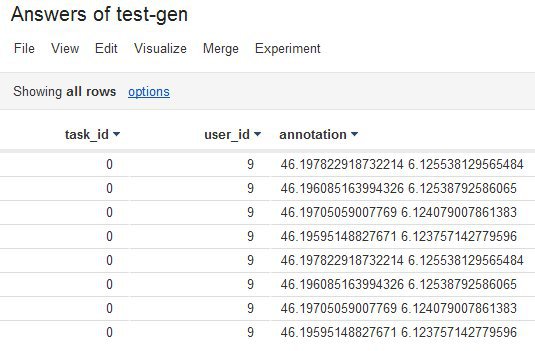 Answers of test-gen
File View Edit Visualize Merge Experiment
Showing all rows options
task_id user_id annotation
0 9 46.197822918732214 6.125538129565484
0 9 46.196085163994326 6.12538792586065
0 9 46.19705059007769 6.124079007861383
0 9 46.19595148827671 6.123757142779596
0 9 46.197822918732214 6.125538129565484
0 9 46.196085163994326 6.12538792586065
0 9 46.19705059007769 6.124079007861383
0 9 46.19595148827671 6.123757142779596